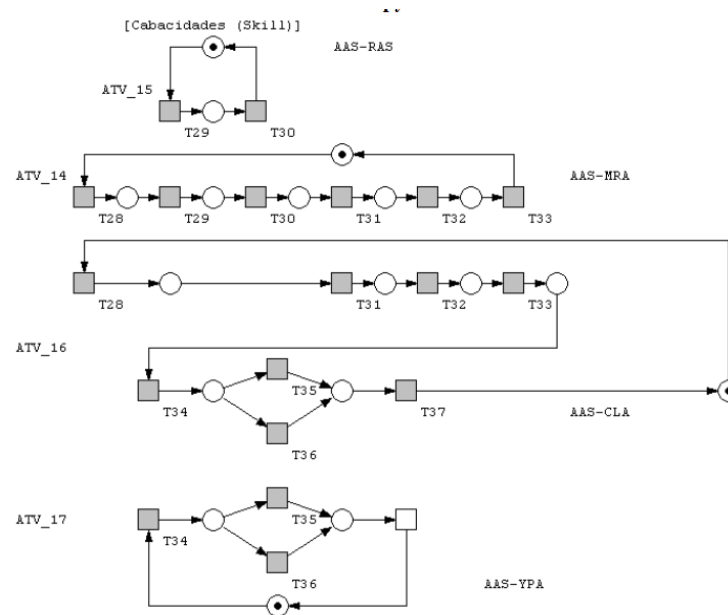 [Cabacidades (Skill)]
AAS-RAS
ATV_15
T29 T30
ATV_14 AAS-MRA
T28 T29 T30 T31 T32 T33
T28 T31 T32 T33
ATV_16
T35
T34 T37 AAS-CLA
T36
ATV_17
T35
T34
T36
AAS-YPA